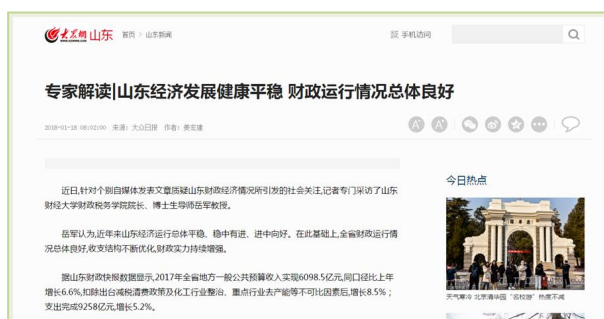 大众网 山东 首页 > 山东新闻 手机访问
专家解读|山东经济发展健康平稳 财政运行情况总体良好
2018-01-18 08:02:00 来源：大众日报 作者：姜宏建
今日热点
近日,针对个别自媒体发表文章质疑山东财政经济情况所引发的社会关注,记者专门采访了山东
财经大学财政税务学院院长、博士生导师岳军教授。
岳军认为,近年来山东经济运行总体平稳、稳中有进、进中向好。在此基础上,全省财政运行情
况总体良好,收支结构不断优化,财政实力持续增强。
据山东财政快报数据显示,2017年全省地方一般公共预算收入实现6098.5亿元,同口径比上年
增长6.6%,扣除出台减税清费政策及化工行业整治、重点行业去产能等不可比因素后,增长8.5%；
支出完成9258亿元,增长5.2%。
天气寒冷 北京清华园“名校游”热度不减